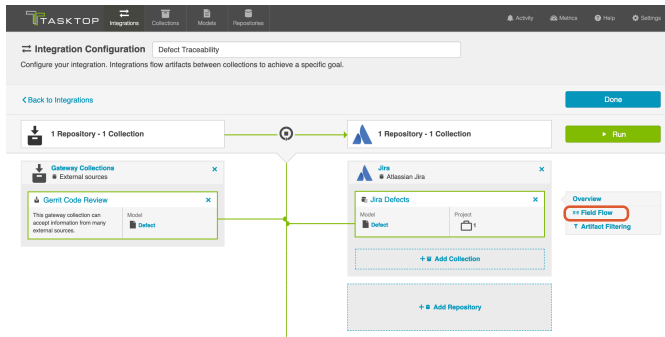 TASKTOP
Integrations
Collections
Models
Repositories
Activity
Metrics
Help
Settings
Integration Configuration
Defect Traceability
Configure your integration. Integrations flow artifacts between collections to achieve a specific goal.
Back to Integrations
Done
1 Repository - 1 Collection
1 Repository - 1 Collection
Run
Gateway Collections
External sources
Gerrit Code Review
This gateway collection can
accept information from many
external sources.
Model
Defect
Jira
Atlassian Jira
Jira Defects
Model
Defect
Project
1
+ Add Collection
+ Add Repository
Overview
Field Flow
Artifact Filtering